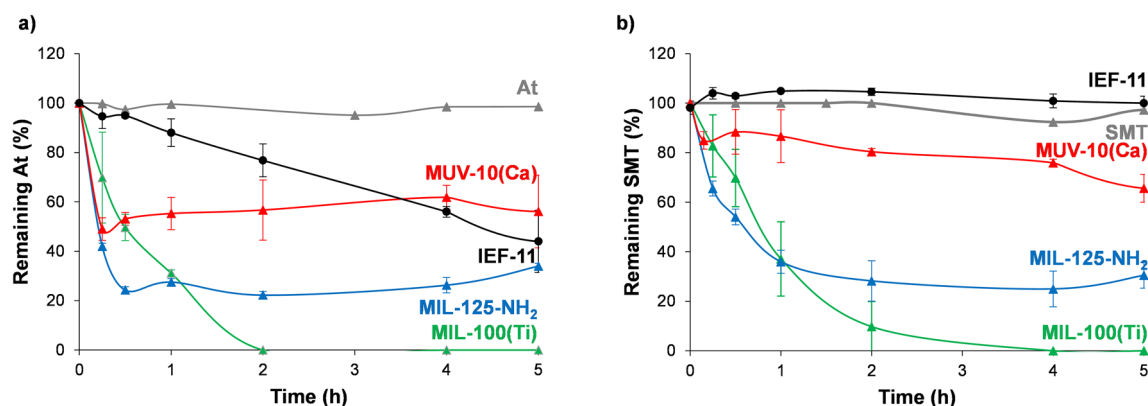 a)
Remaining At (%)
120
100
80
60
40
20
0
0
1
2
3
4
5
Time (h)
At
MUV-10(Ca)
IEF-11
MIL-125-NH₂
MIL-100(Ti)
b)
Remaining SMT (%)
120
100
80
60
40
20
0
0
1
2
3
4
5
Time (h)
IEF-11
SMT
MUV-10(Ca)
MIL-125-NH₂
MIL-100(Ti)